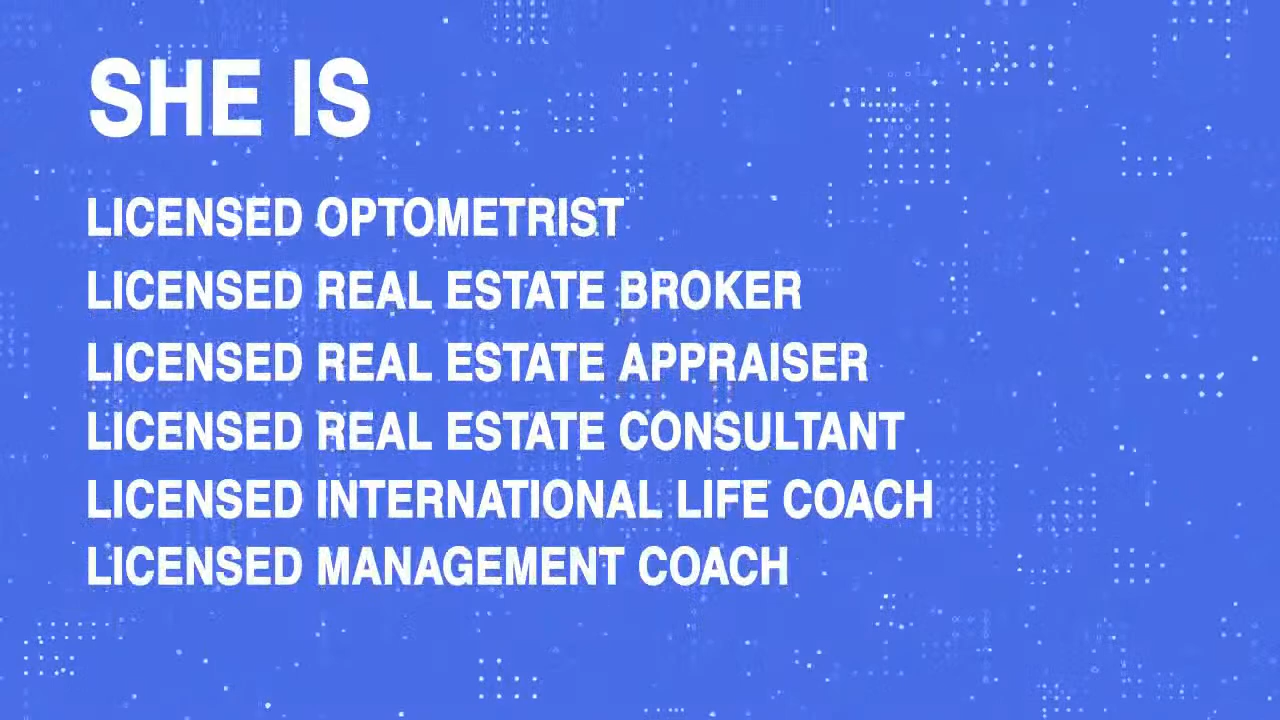 SHE IS
LICENSED OPTOMETRIST
LICENSED REAL ESTATE BROKER
LICENSED REAL ESTATE APPRAISER
LICENSED REAL ESTATE CONSULTANT
LICENSED INTERNATIONAL LIFE COACH
LICENSED MANAGEMENT COACH